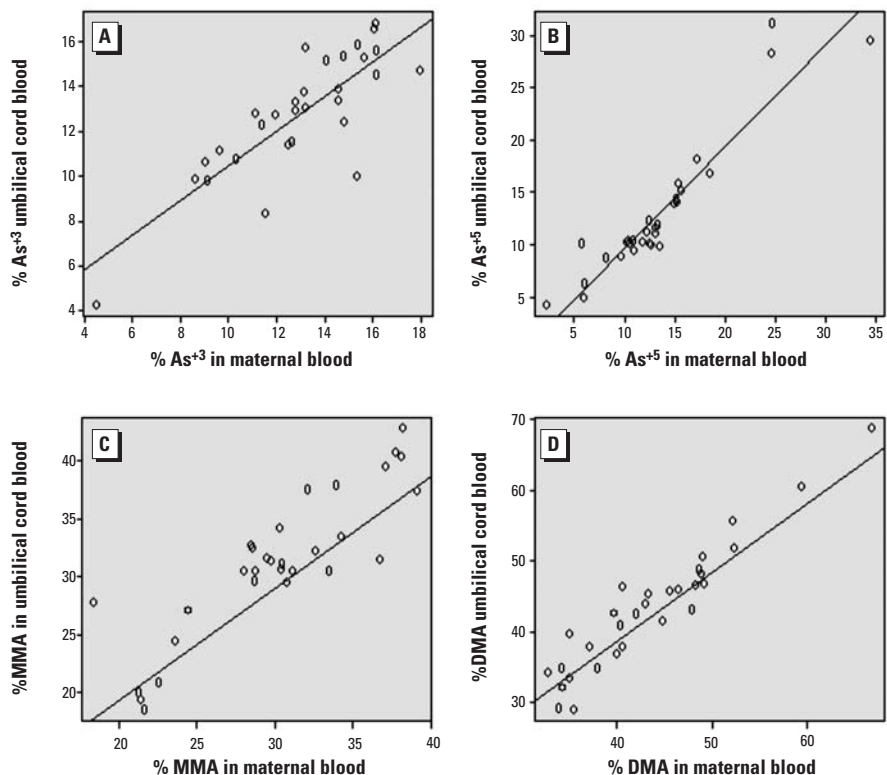 A
% As+3 umbilical cord blood
16
14
12
10
8
6
4
4 6 8 10 12 14 16 18
% As+3 in maternal blood
B
% As+5 umbilical cord blood
30
25
20
15
10
5
5 10 15 20 25 30 35
% As+5 in maternal blood
C
%MMA in umbilical cord blood
40
35
30
25
20
20 25 30 35 40
% MMA in maternal blood
D
%DMA umbilical cord blood
70
60
50
40
30
40 50 60
% DMA in maternal blood